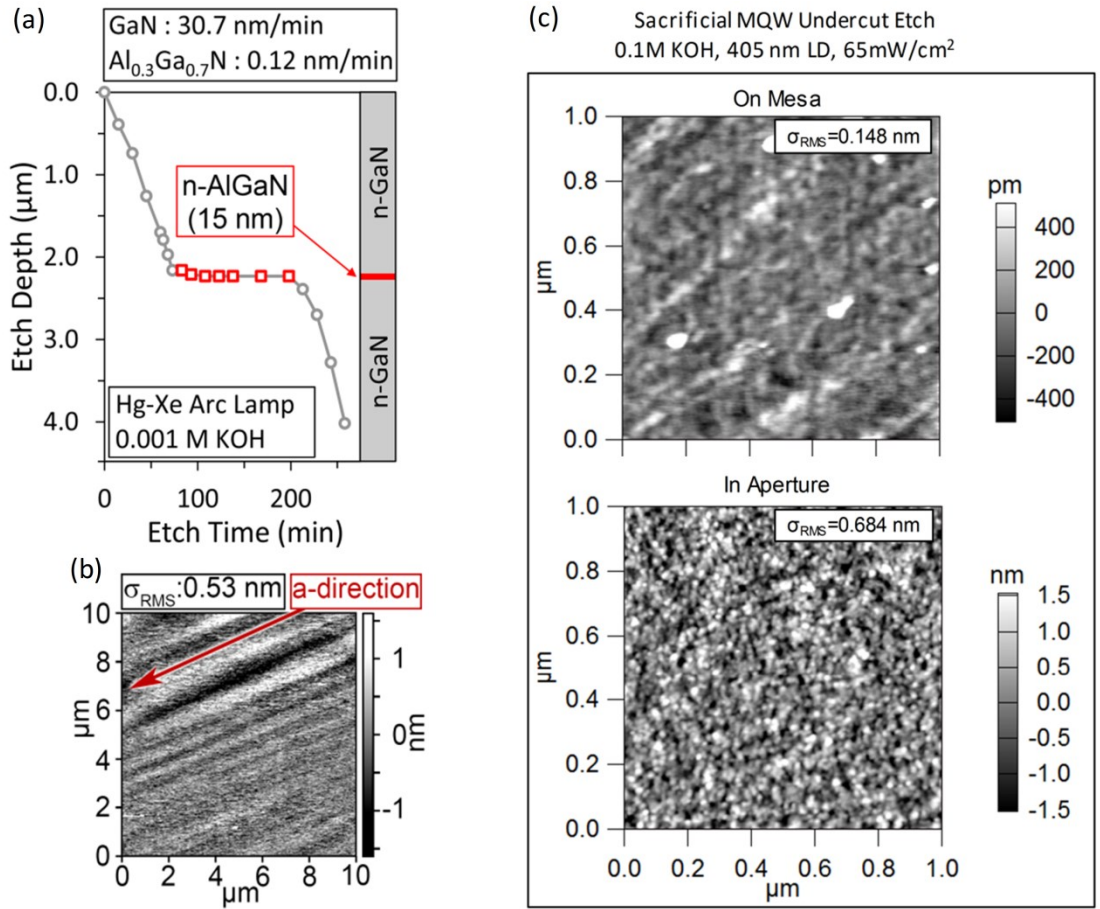 (a)
GaN : 30.7 nm/min
Al0.3Ga0.7N : 0.12 nm/min
0.0
1.0
2.0
3.0
4.0
Etch Depth (μm)
n-AlGaN
(15 nm)
n-GaN
n-GaN
Hg-Xe Arc Lamp
0.001 M KOH
0
100
200
Etch Time (min)
(b)
σRMS:0.53 nm
a-direction
10
8
6
4
2
0
μm
0
2
4
6
8
10
μm
1
0
-1
nm
(c)
Sacrificial MQW Undercut Etch
0.1M KOH, 405 nm LD, 65mW/cm²
On Mesa
σRMS=0.148 nm
1.0
0.8
0.6
0.4
0.2
0.0
μm
pm
400
200
0
-200
-400
In Aperture
σRMS=0.684 nm
1.0
0.8
0.6
0.4
0.2
0.0
μm
0.0
0.2
0.4
0.6
0.8
1.0
μm
nm
1.5
1.0
0.5
0.0
-0.5
-1.0
-1.5